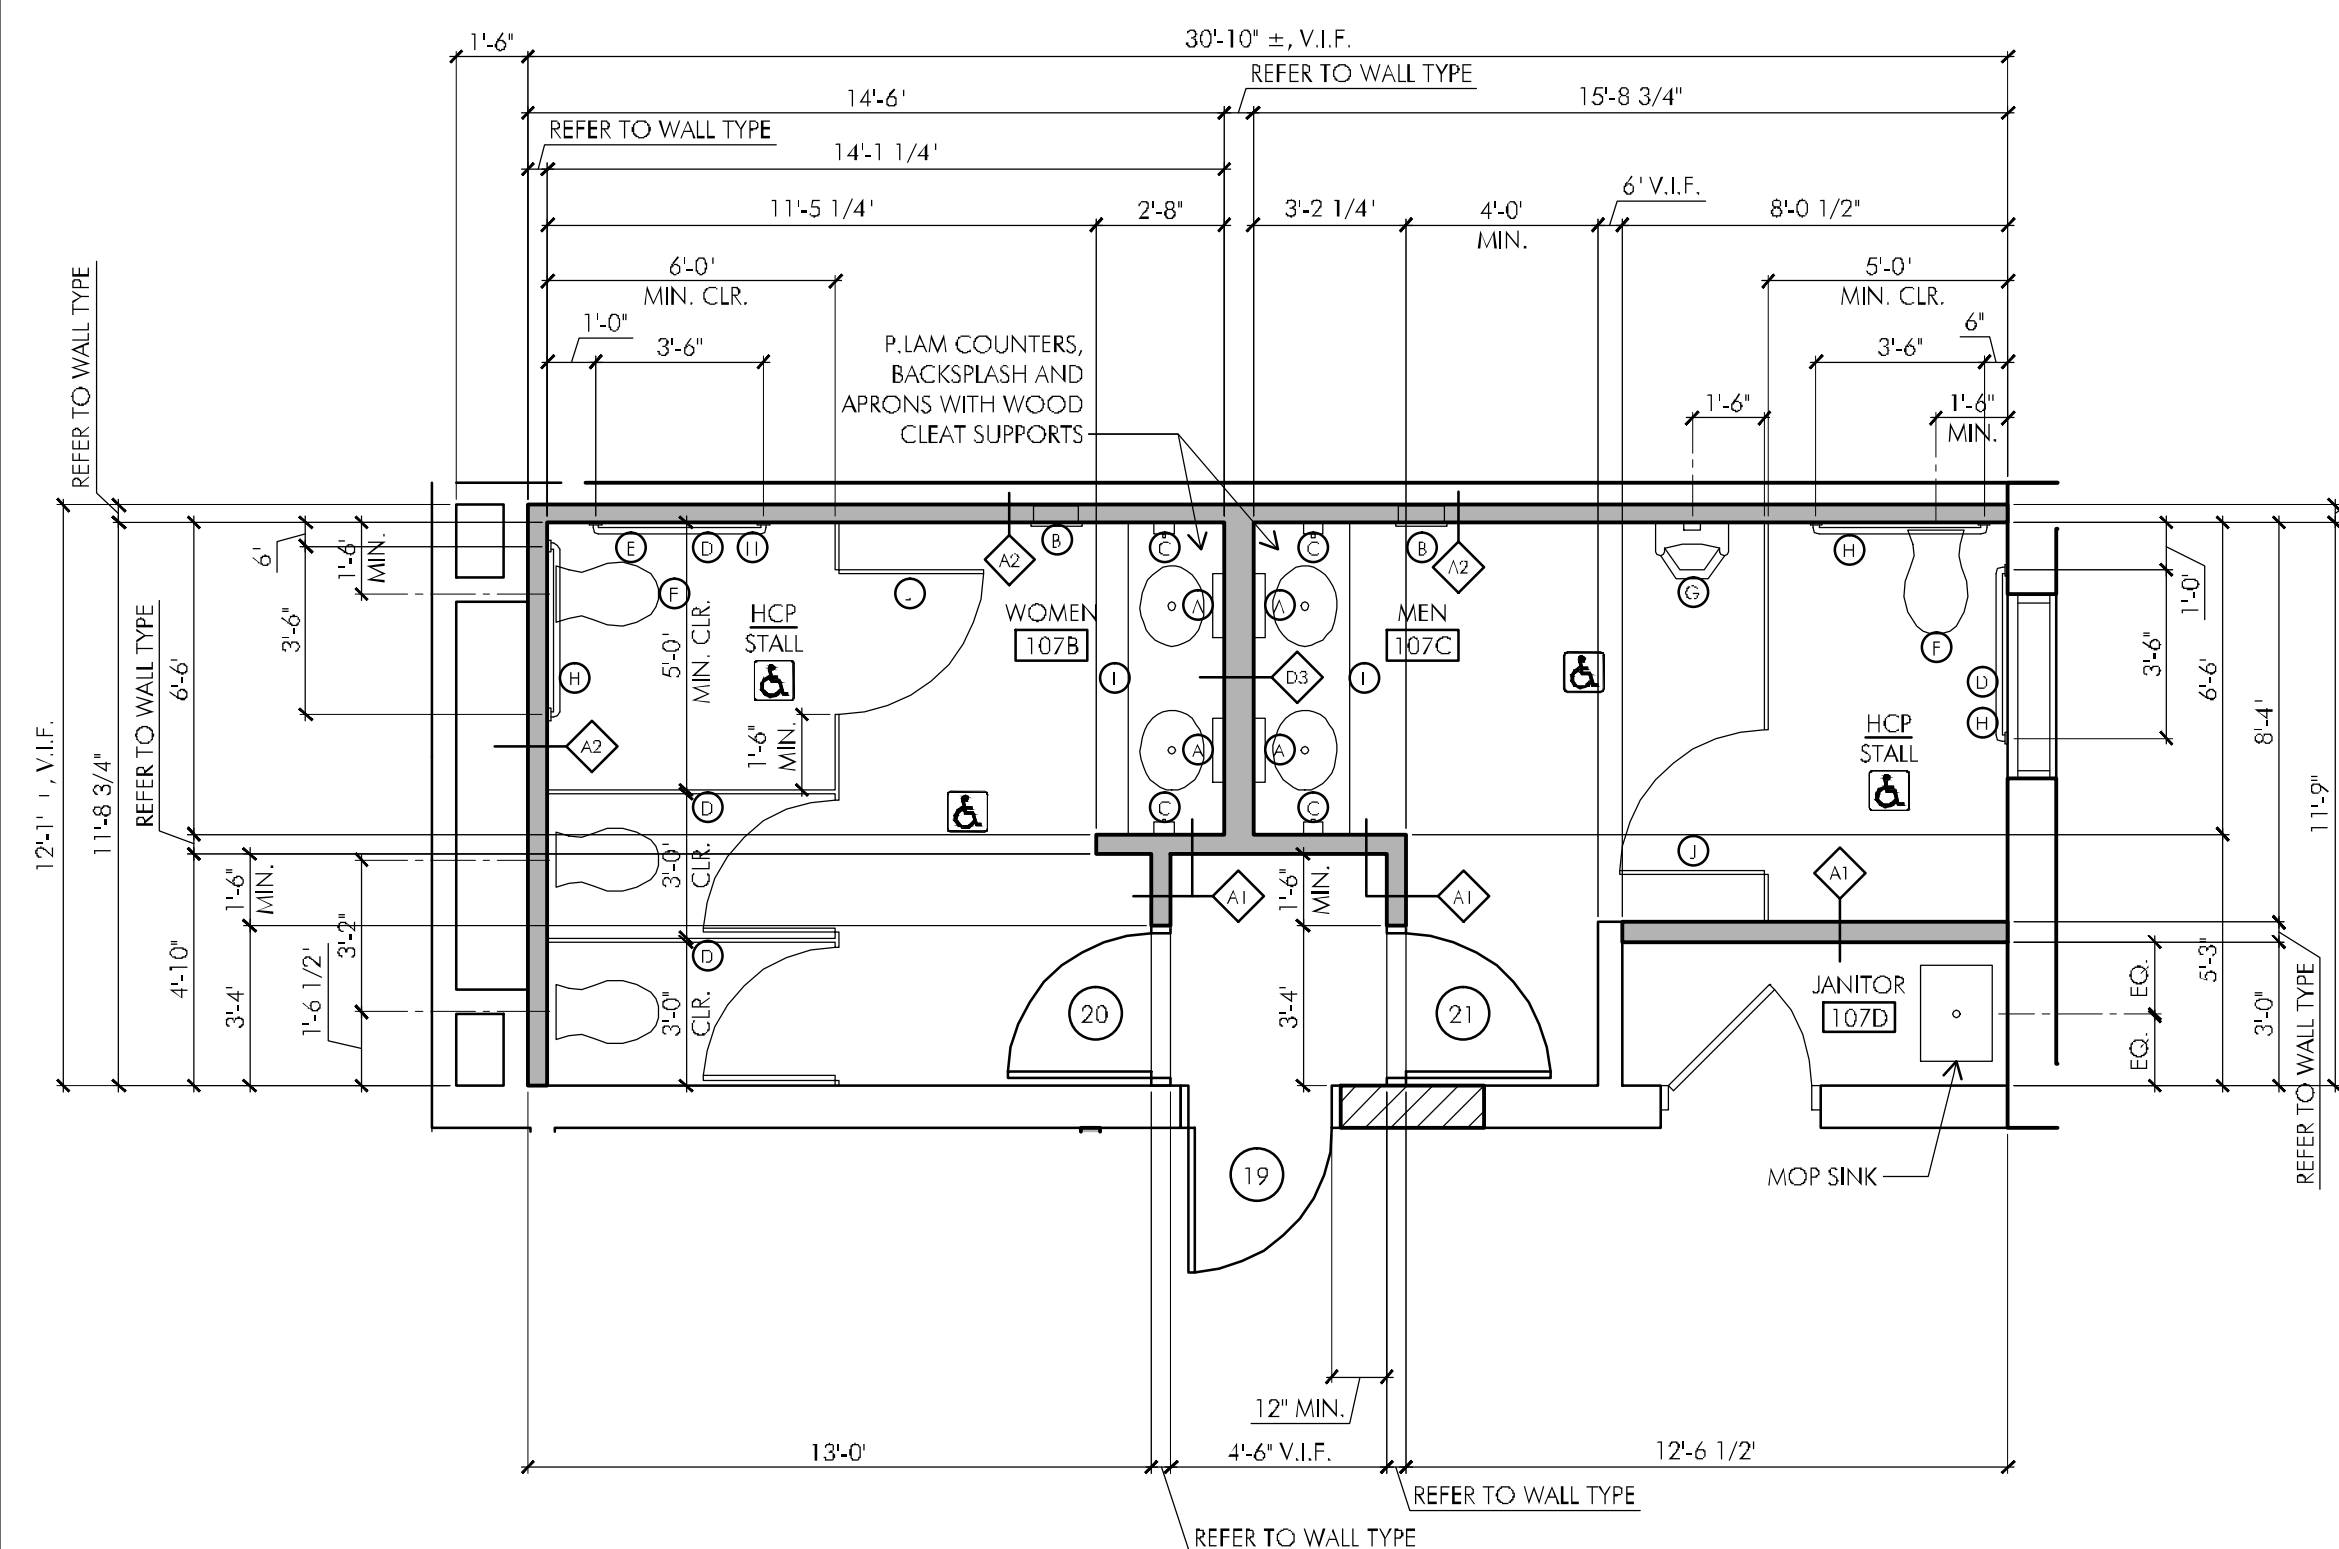 1'-6"
30'-10" ±, V.I.F.
REFER TO WALL TYPE
14'-6'
15'-8 3/4"
REFER TO WALL TYPE
14'-1 1/4'
6' V.I.F.
11'-5 1/4'
2'-8"
3'-2 1/4'
4'-0'
MIN.
8'-0 1/2"
6'-0'
MIN. CLR.
5'-0'
MIN. CLR.
1'-0"
3'-6"
6"
3'-6"
P.LAM COUNTERS,
BACKSPLASH AND
APRONS WITH WOOD
CLEAT SUPPORTS
1'-6"
1'-6"
MIN.
REFER TO WALL TYPE
REFER TO WALL TYPE
12'-1' , V.I.F.
11'-8 3/4"
6'-6'
4'-10"
1'-6"
MIN.
3'-4'
6'
3'-6"
1'-6'
MIN.
3'-2"
1'-6 1/2'
E
D
F
H
HCP
STALL
5'-0'
MIN. CLR.
1'-6"
MIN.
A2
A2
B
WOMEN
107B
I
C
A
A
C
D
3'-0'
CLR.
D
3'-0"
CLR.
C
A
A
C
D3
I
B
A2
MEN
107C
G
H
F
D
H
HCP
STALL
J
A1
A1
A1
1'-6"
MIN.
3'-4'
20
21
19
JANITOR
107D
MOP SINK
1'-0'
3'-6"
6'-6'
8'-4'
11'-9"
EQ.
EQ.
5'-3"
3'-0"
REFER TO WALL TYPE
12" MIN.
13'-0'
4'-6" V.I.F.
12'-6 1/2'
REFER TO WALL TYPE
REFER TO WALL TYPE